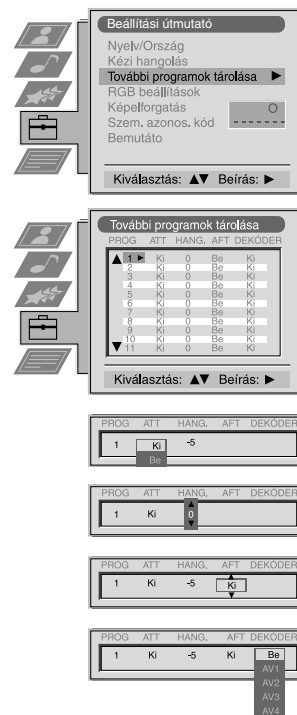 Beállítási útmutató
Nyelv/Ország
Kézi hangolás
További programok tárolása ▶
RGB beállítások
Képelforgatás O
Szem. azonos. kód - - - - - -
Bemutáto
Kiválasztás: ▲▼ Beírás: ▶
További programok tárolása
PROG ATT HANG. AFT DEKÓDER
▲ 1 ▶ Ki 0 Be Ki
2 Ki 0 Be Ki
3 Ki 0 Be Ki
4 Ki 0 Be Ki
5 Ki 0 Be Ki
6 Ki 0 Be Ki
7 Ki 0 Be Ki
8 Ki 0 Be Ki
9 Ki 0 Be Ki
10 Ki 0 Be Ki
▼ 11 Ki 0 Be Ki
Kiválasztás: ▲▼ Beírás: ▶
PROG ATT HANG. AFT DEKÓDER
1 Ki -5
Be
PROG ATT HANG. AFT DEKÓDER
1 Ki 0
PROG ATT HANG. AFT DEKÓDER
1 Ki -5 Ki
PROG ATT HANG. AFT DEKÓDER
1 Ki -5 Ki Be
AV1
AV2
AV3
AV4